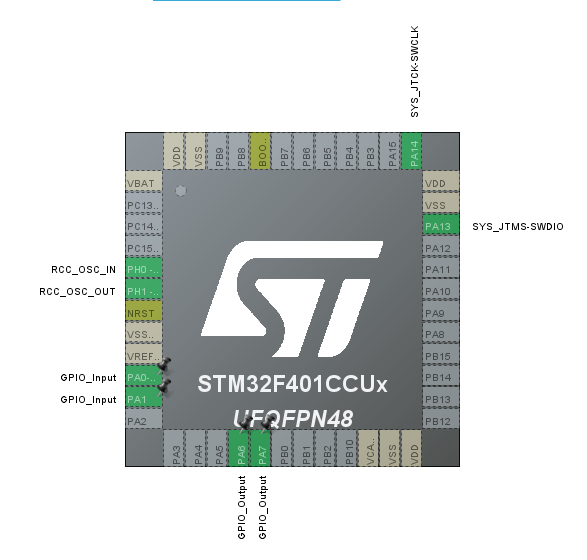 SYS_JTCK-SWCLK
VDD
VSS
PB9
PB8
BOO..
PB7
PB6
PB5
PB4
PB3
PA15
PA14
VBAT
PC13..
PC14..
PC15..
RCC_OSC_IN PH0 -..
RCC_OSC_OUT PH1 -..
NRST
VSS..
VREF..
GPIO_Input PA0-..
GPIO_Input PA1
PA2
VDD
VSS
PA13 SYS_JTMS-SWDIO
PA12
PA11
PA10
PA9
PA8
PB15
PB14
PB13
PB12
STM32F401CCUx
UFQFPN48
PA3
PA4
PA5
PA6
PA7
PB0
PB1
PB2
PB10
VCA..
VSS
VDD
GPIO_Output
GPIO_Output